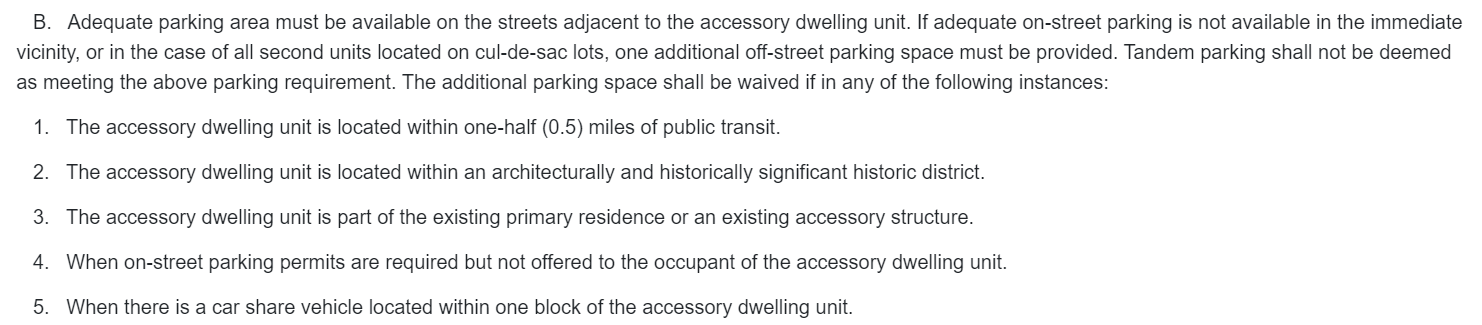 B. Adequate parking area must be available on the streets adjacent to the accessory dwelling unit. If adequate on-street parking is not available in the immediate
vicinity, or in the case of all second units located on cul-de-sac lots, one additional off-street parking space must be provided. Tandem parking shall not be deemed
as meeting the above parking requirement. The additional parking space shall be waived if in any of the following instances:
1. The accessory dwelling unit is located within one-half (0.5) miles of public transit.
2. The accessory dwelling unit is located within an architecturally and historically significant historic district.
3. The accessory dwelling unit is part of the existing primary residence or an existing accessory structure.
4. When on-street parking permits are required but not offered to the occupant of the accessory dwelling unit.
5. When there is a car share vehicle located within one block of the accessory dwelling unit.